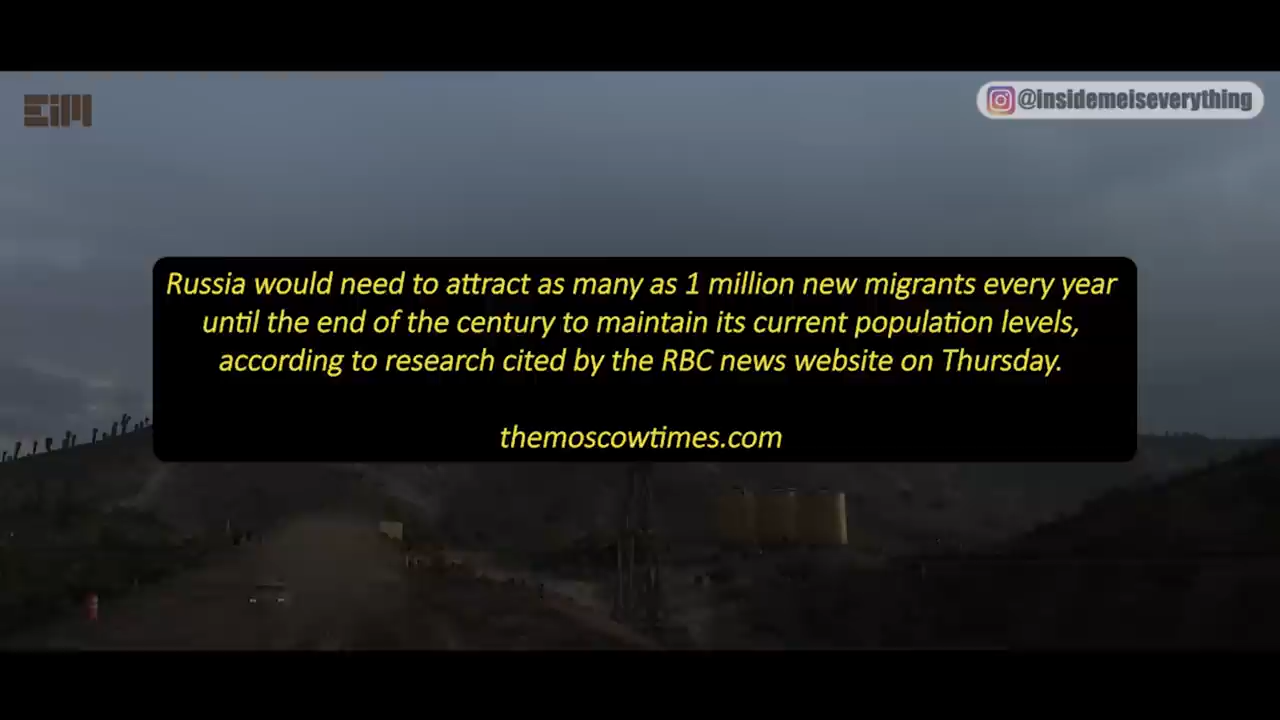 EiM
@insidemeiseverything
Russia would need to attract as many as 1 million new migrants every year
until the end of the century to maintain its current population levels,
according to research cited by the RBC news website on Thursday.
themoscowtimes.com